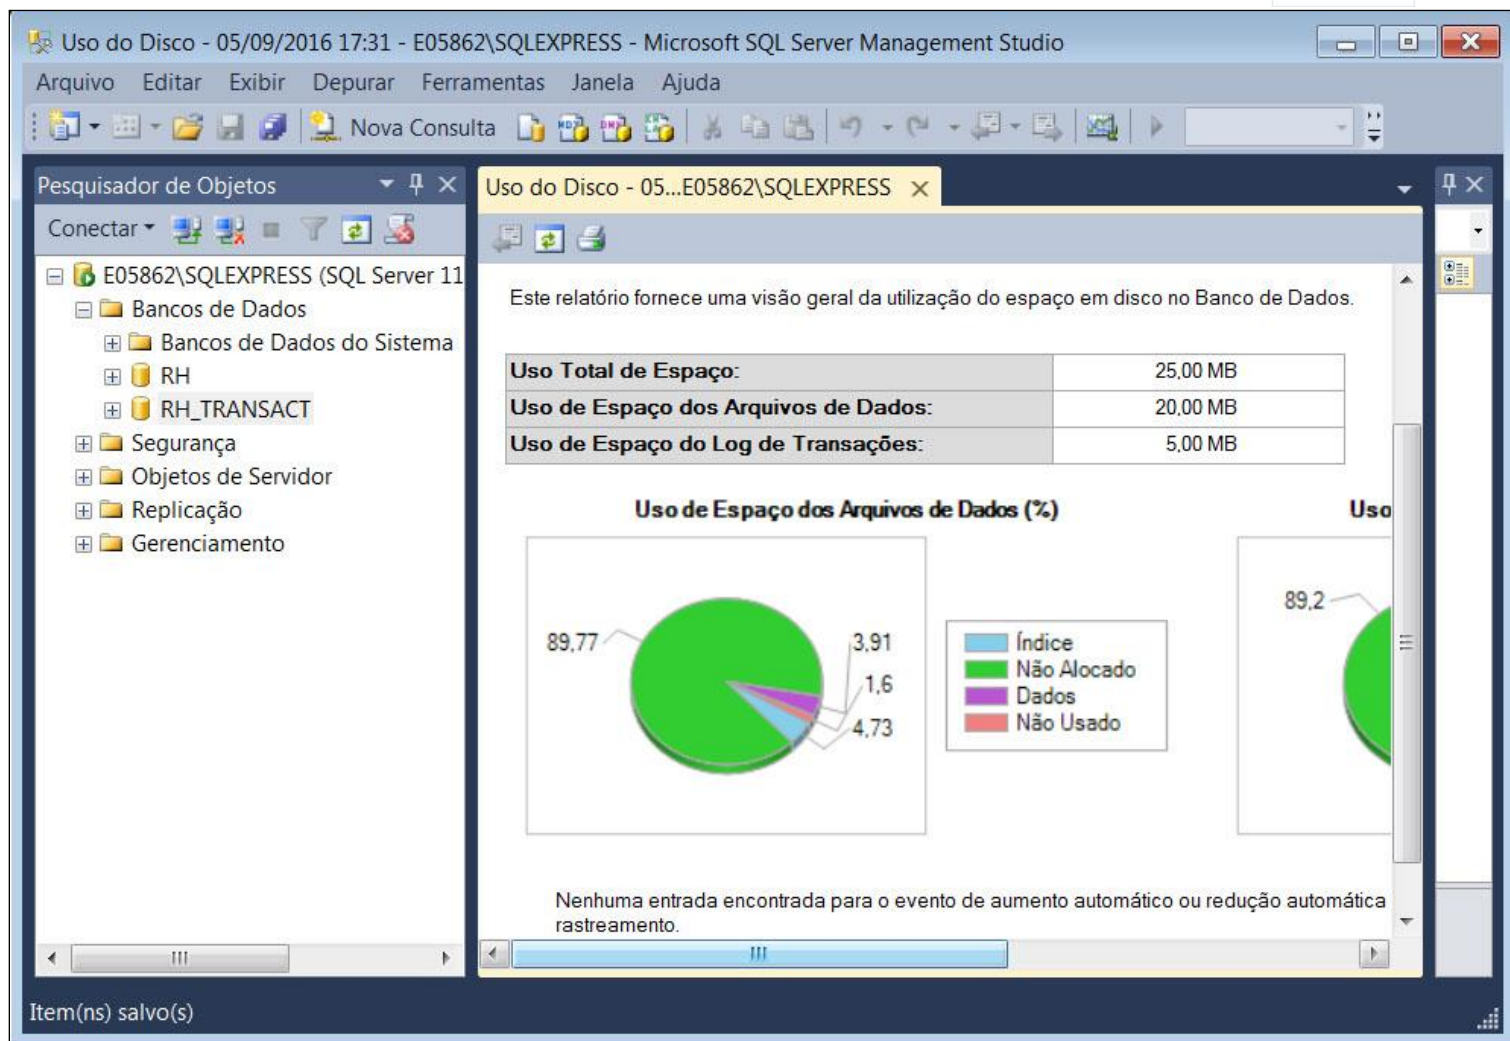 Uso do Disco - 05/09/2016 17:31 - E05862\SQLEXPRESS - Microsoft SQL Server Management Studio
Arquivo Editar Exibir Depurar Ferramentas Janela Ajuda
Nova Consulta
Pesquisador de Objetos
Conectar
E05862\SQLEXPRESS (SQL Server 11
Bancos de Dados
Bancos de Dados do Sistema
RH
RH_TRANSACT
Segurança
Objetos de Servidor
Replicação
Gerenciamento
Uso do Disco - 05...E05862\SQLEXPRESS
Este relatório fornece uma visão geral da utilização do espaço em disco no Banco de Dados.
Uso Total de Espaço: 25,00 MB
Uso de Espaço dos Arquivos de Dados: 20,00 MB
Uso de Espaço do Log de Transações: 5,00 MB
Uso de Espaço dos Arquivos de Dados (%)
89,77
3,91
1,6
4,73
Índice
Não Alocado
Dados
Não Usado
Uso
89,2
Nenhuma entrada encontrada para o evento de aumento automático ou redução automática
rastreamento.
Item(ns) salvo(s)